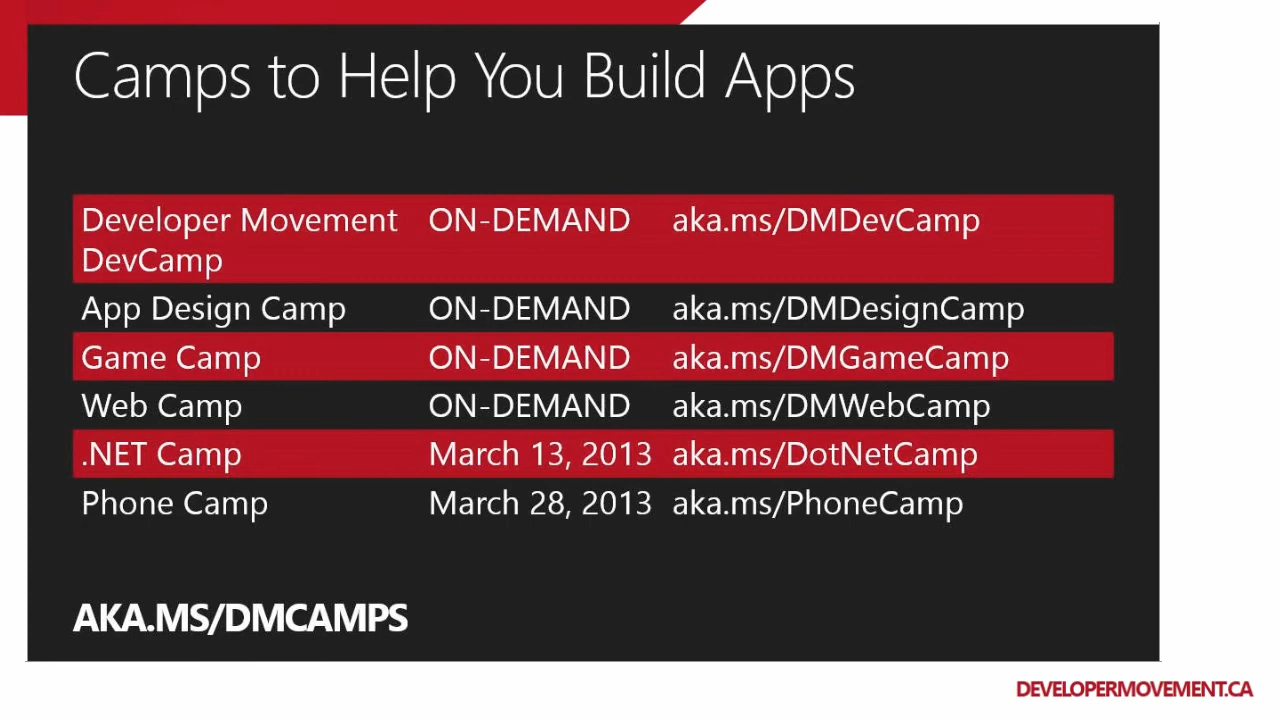 Camps to Help You Build Apps
Developer Movement ON-DEMAND aka.ms/DMDevCamp
DevCamp
App Design Camp ON-DEMAND aka.ms/DMDesignCamp
Game Camp ON-DEMAND aka.ms/DMGameCamp
Web Camp ON-DEMAND aka.ms/DMWebCamp
.NET Camp March 13, 2013 aka.ms/DotNetCamp
Phone Camp March 28, 2013 aka.ms/PhoneCamp
AKA.MS/DMCAMPS
DEVELOPERMOVEMENT.CA